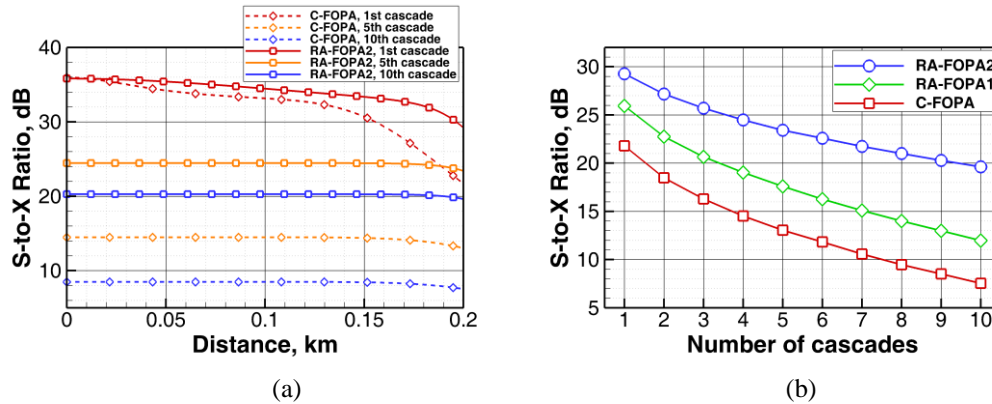 C-FOPA, 1st cascade
C-FOPA, 5th cascade
C-FOPA, 10th cascade
RA-FOPA2, 1st cascade
RA-FOPA2, 5th cascade
RA-FOPA2, 10th cascade
S-to-X Ratio, dB
40
30
20
10
0 0.05 0.1 0.15 0.2
Distance, km
(a)
RA-FOPA2
RA-FOPA1
C-FOPA
S-to-X Ratio, dB
30
25
20
15
10
5
1 2 3 4 5 6 7 8 9 10
Number of cascades
(b)